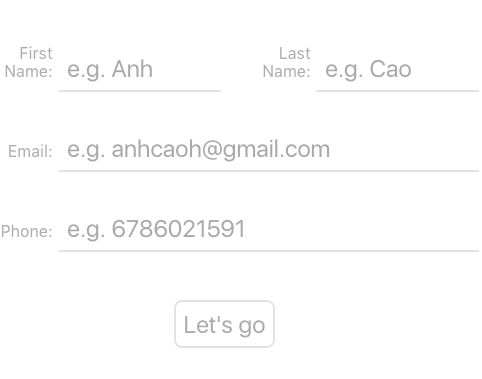 First
Name: e.g. Anh
Last
Name: e.g. Cao
Email: e.g. anhcaoh@gmail.com
Phone: e.g. 6786021591
Let's go